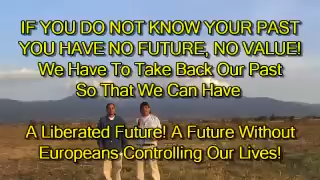 IF YOU DO NOT KNOW YOUR PAST
YOU HAVE NO FUTURE, NO VALUE!
We Have To Take Back Our Past
So That We Can Have
A Liberated Future! A Future Without
Europeans Controlling Our Lives!